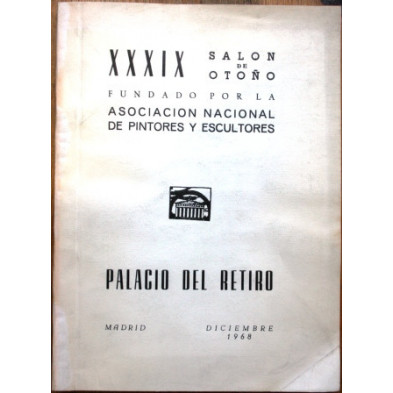 XXXIX SALON
DE
OTOÑO
FUNDADO POR LA
ASOCIACION NACIONAL
DE PINTORES Y ESCULTORES
PALACIO DEL RETIRO
MADRID DICIEMBRE
1968